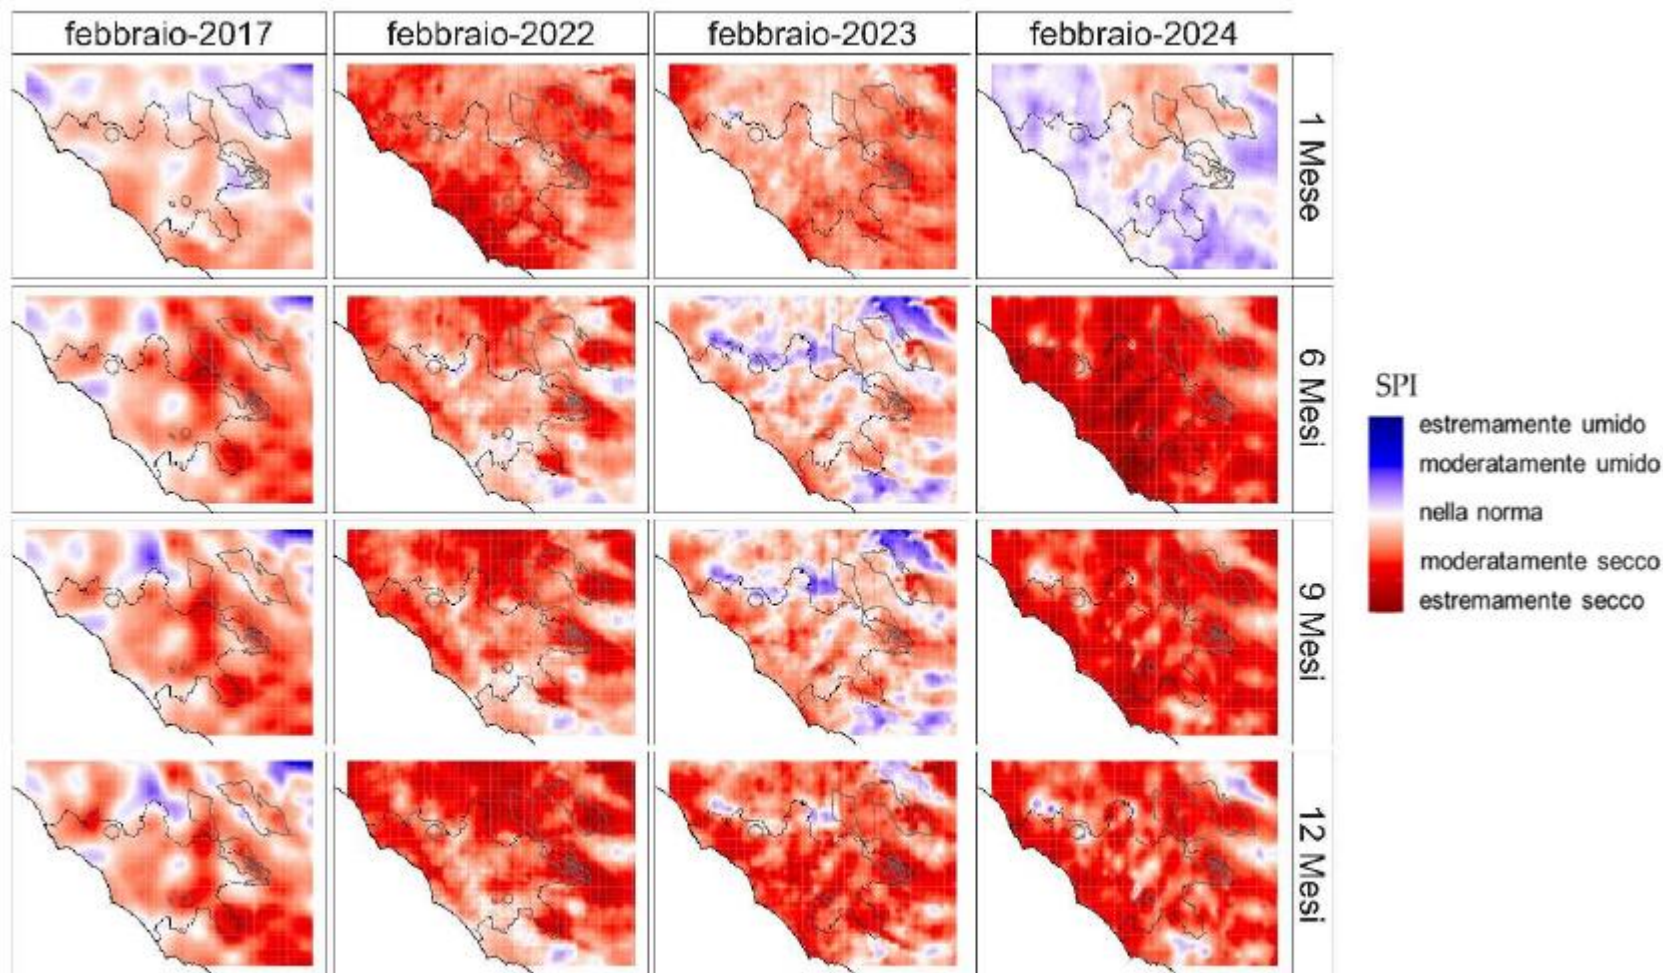 febbraio-2017
febbraio-2022
febbraio-2023
febbraio-2024
1 Mese
6 Mesi
9 Mesi
12 Mesi
SPI
estremamente umido
moderatamente umido
nella norma
moderatamente secco
estremamente secco